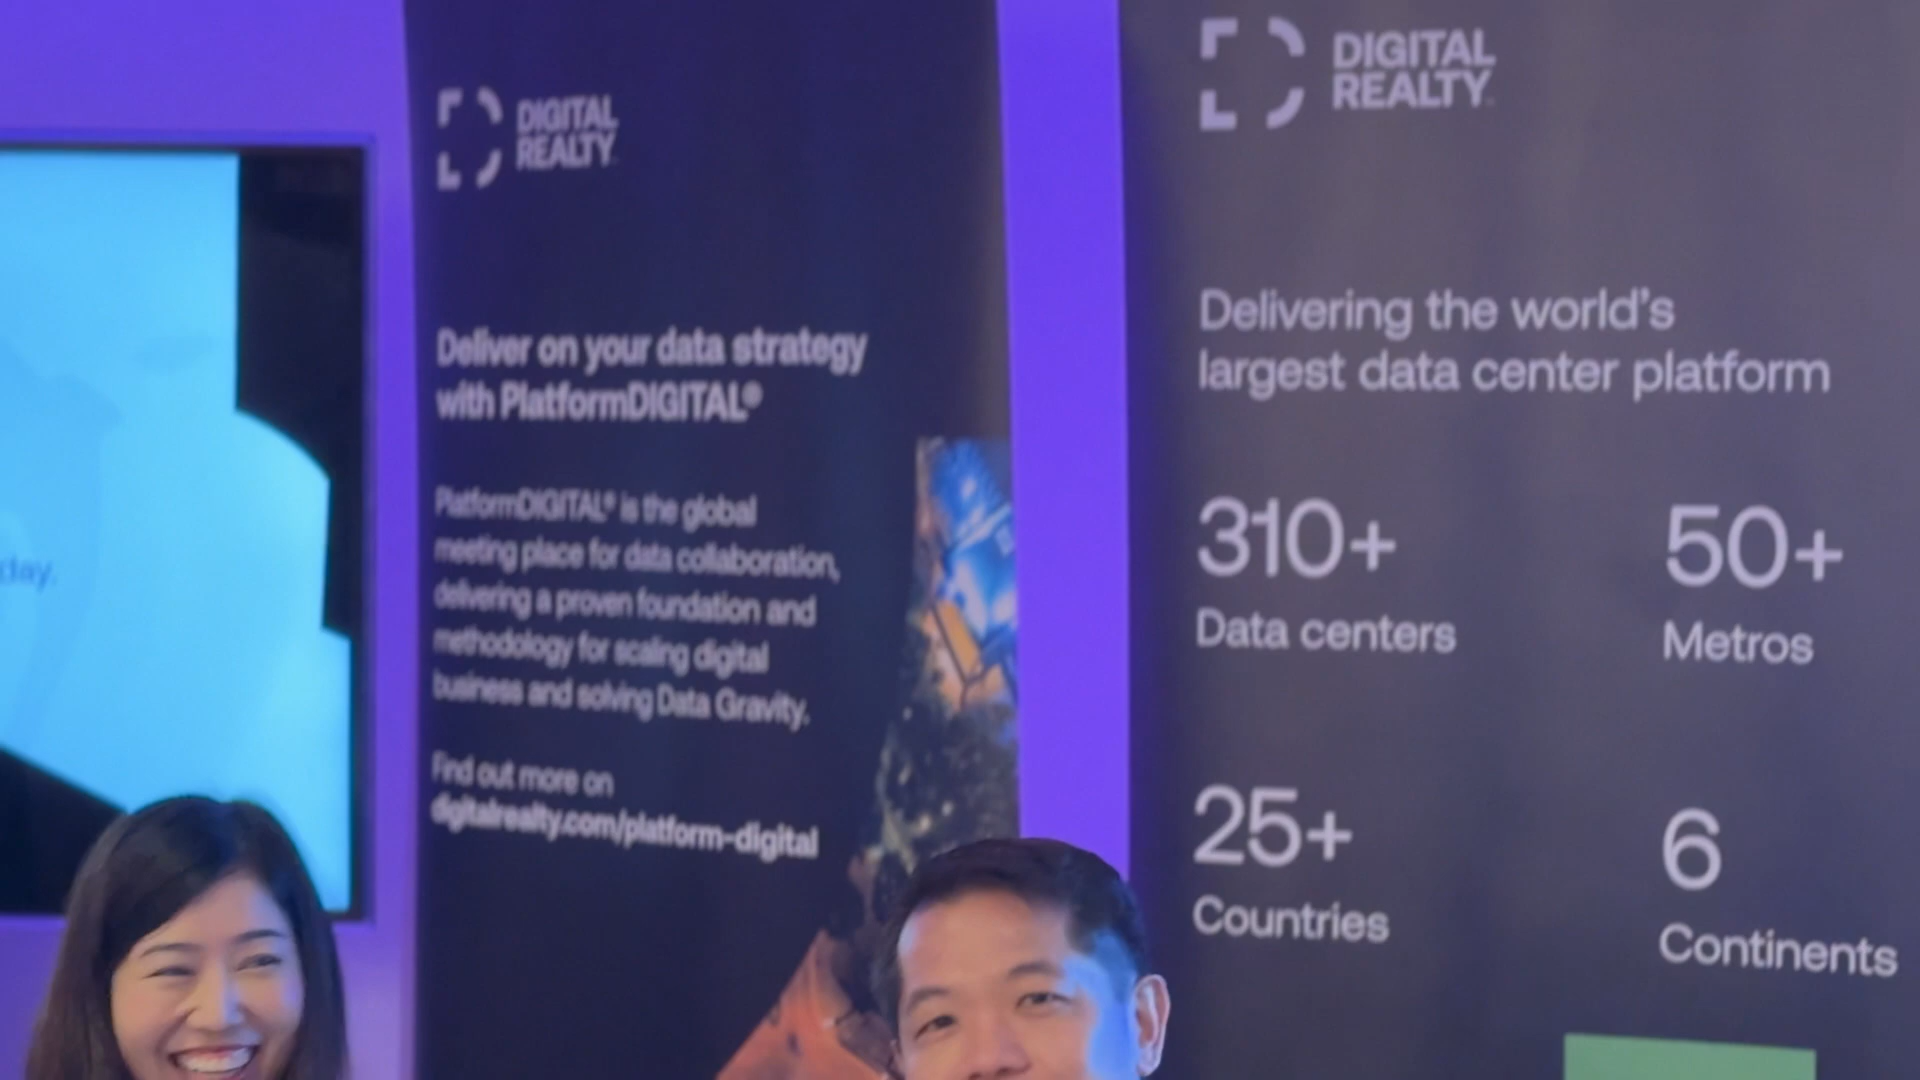 day.
DIGITAL
REALTY
Deliver on your data strategy
with PlatformDIGITAL®
PlatformDIGITAL® is the global
meeting place for data collaboration,
delivering a proven foundation and
methodology for scaling digital
business and solving Data Gravity.
Find out more on
digitalrealty.com/platform-digital
DIGITAL
REALTY
Delivering the world's
largest data center platform
310+
Data centers
50+
Metros
25+
Countries
6
Continents